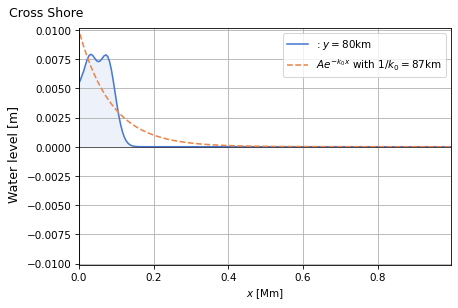 Cross Shore
: y = 80km
Ae^{-k_0x} with 1/k_0 = 87km
Water level [m]
0.0100
0.0075
0.0050
0.0025
0.0000
−0.0025
−0.0050
−0.0075
−0.0100
0.0 0.2 0.4 0.6 0.8
x [Mm]